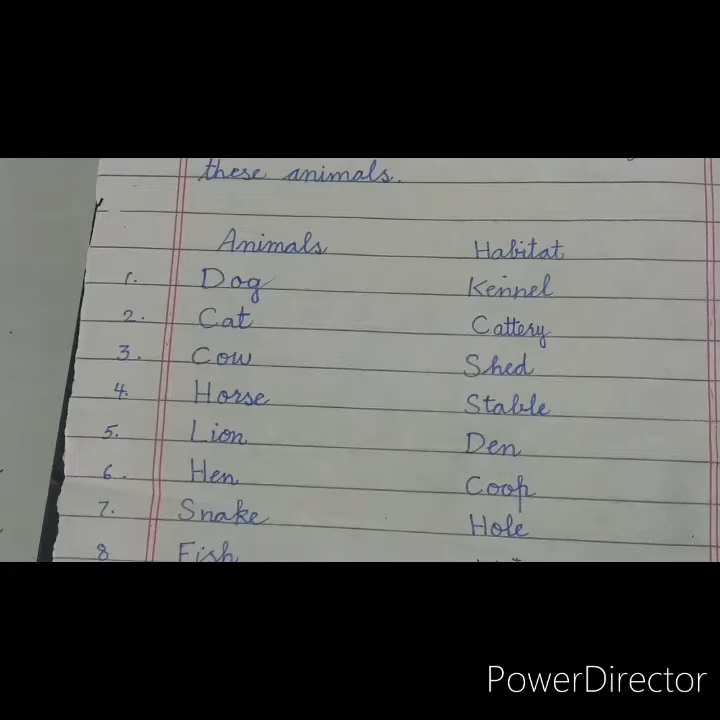 these animals.
Animals Habitat
1. Dog Kennel
2. Cat Cattery
3. Cow Shed
4. Horse Stable
5. Lion Den
6. Hen Coop
7. Snake Hole
8 Fish
PowerDirector